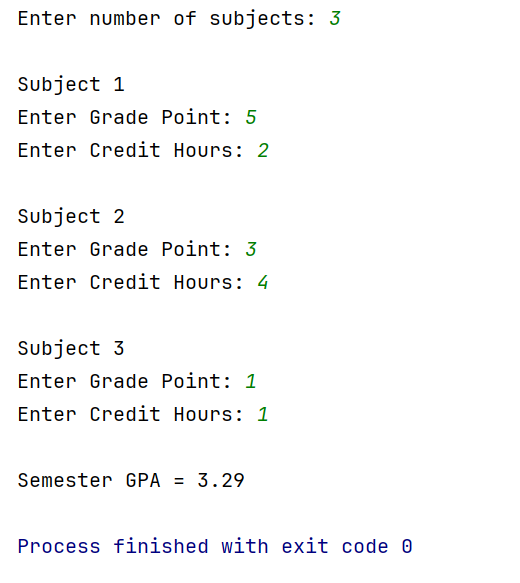 Enter number of subjects: 3
Subject 1
Enter Grade Point: 5
Enter Credit Hours: 2
Subject 2
Enter Grade Point: 3
Enter Credit Hours: 4
Subject 3
Enter Grade Point: 1
Enter Credit Hours: 1
Semester GPA = 3.29
Process finished with exit code 0